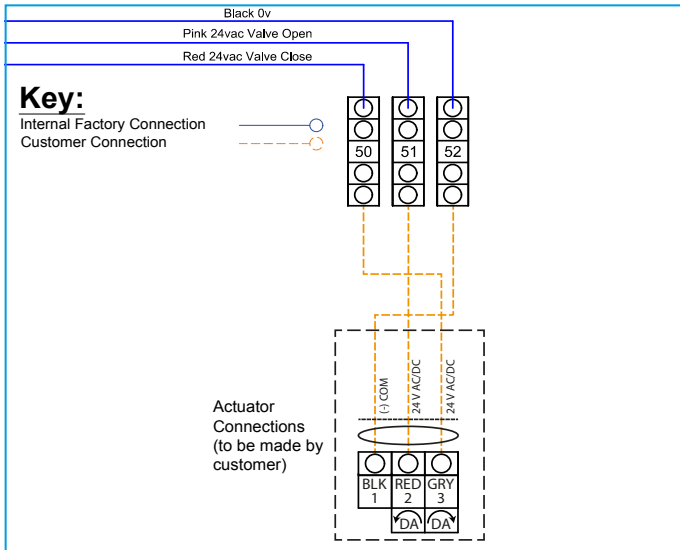 Black 0v
Pink 24vac Valve Open
Red 24vac Valve Close
Key:
Internal Factory Connection
Customer Connection
50 51 52
(-) COM
24 V AC/DC
24 V AC/DC
Actuator
Connections
(to be made by
customer)
BLK RED GRY
1 2 3
DA DA